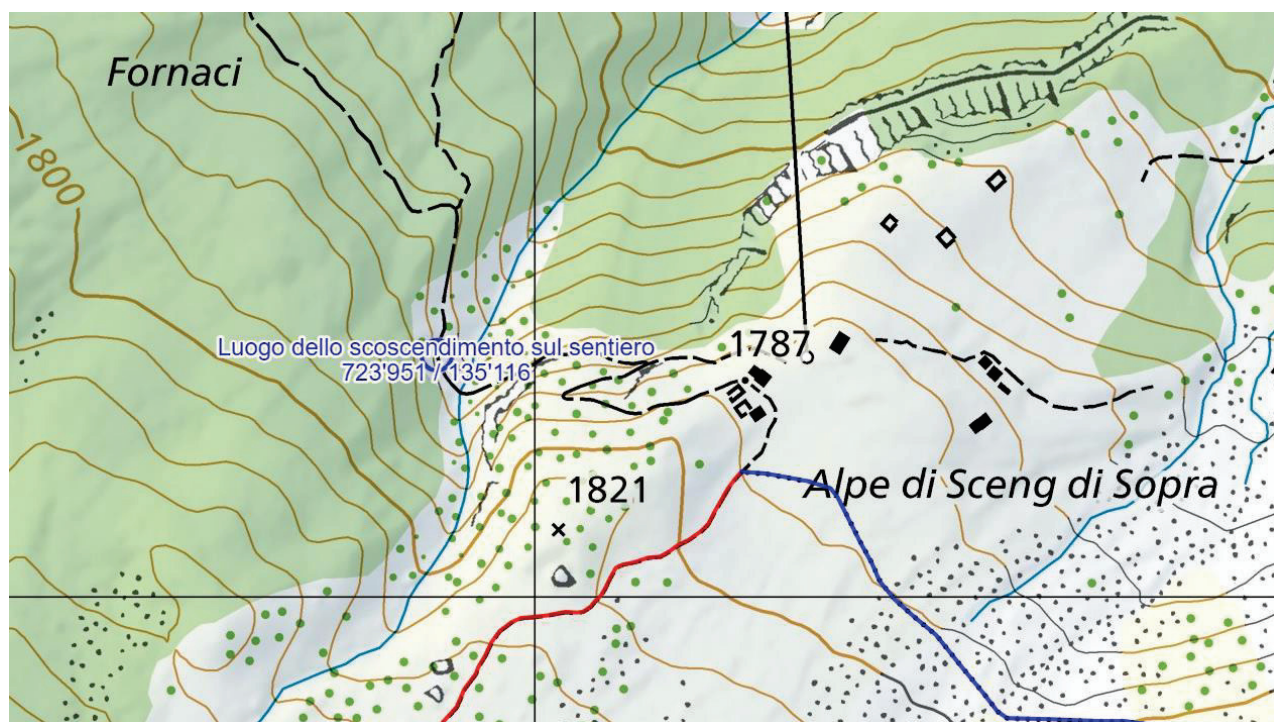 Fornaci
1800
Luogo dello scoscendimento sul sentiero
723'951 / 135'116
1787
1821
Alpe di Sceng di Sopra